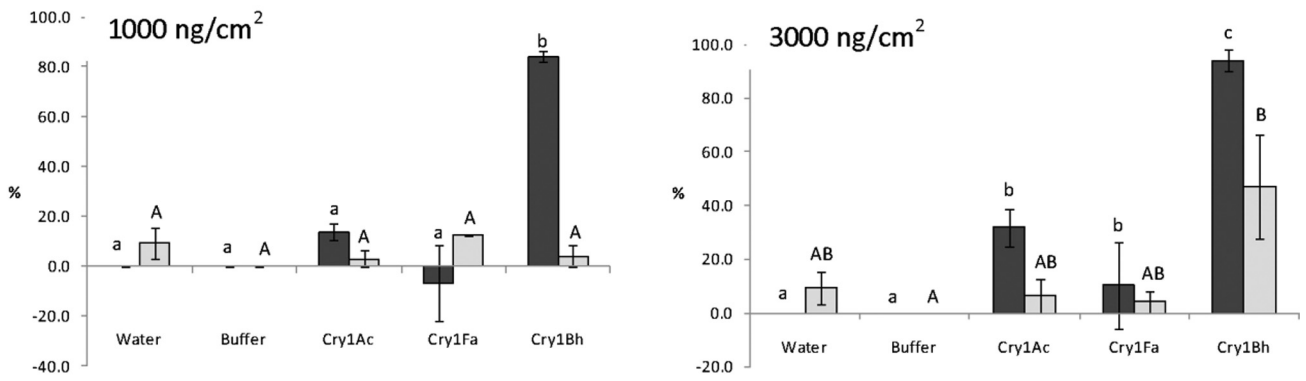 1000 ng/cm²
100.0
80.0
60.0
40.0
20.0
0.0
-20.0
-40.0
%
a
A
a
A
a
A
a
A
b
A
Water
Buffer
Cry1Ac
Cry1Fa
Cry1Bh
3000 ng/cm²
100.0
80.0
60.0
40.0
20.0
0.0
-20.0
%
a
AB
a
A
b
AB
b
AB
c
B
Water
Buffer
Cry1Ac
Cry1Fa
Cry1Bh